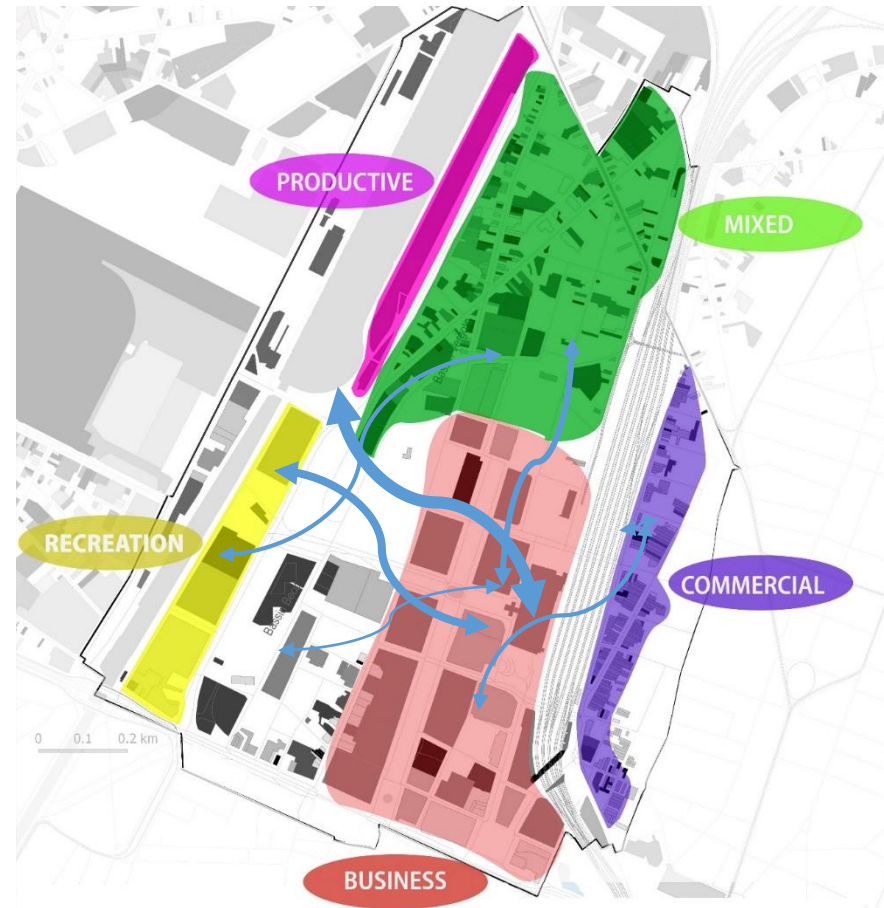 PRODUCTIVE
MIXED
RECREATION
COMMERCIAL
0 0.1 0.2 km
BUSINESS